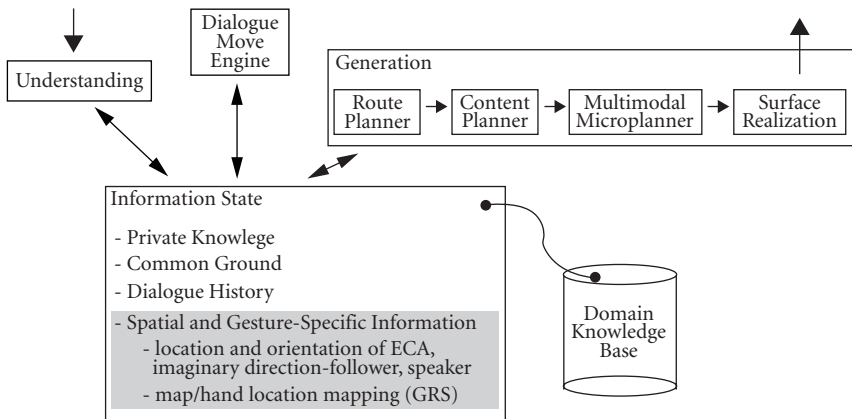 Understanding
Dialogue
Move
Engine
Generation
Route
Planner
Content
Planner
Multimodal
Microplanner
Surface
Realization
Information State
- Private Knowlege
- Common Ground
- Dialogue History
- Spatial and Gesture-Specific Information
- location and orientation of ECA,
imaginary direction-follower, speaker
- map/hand location mapping (GRS)
Domain
Knowledge
Base